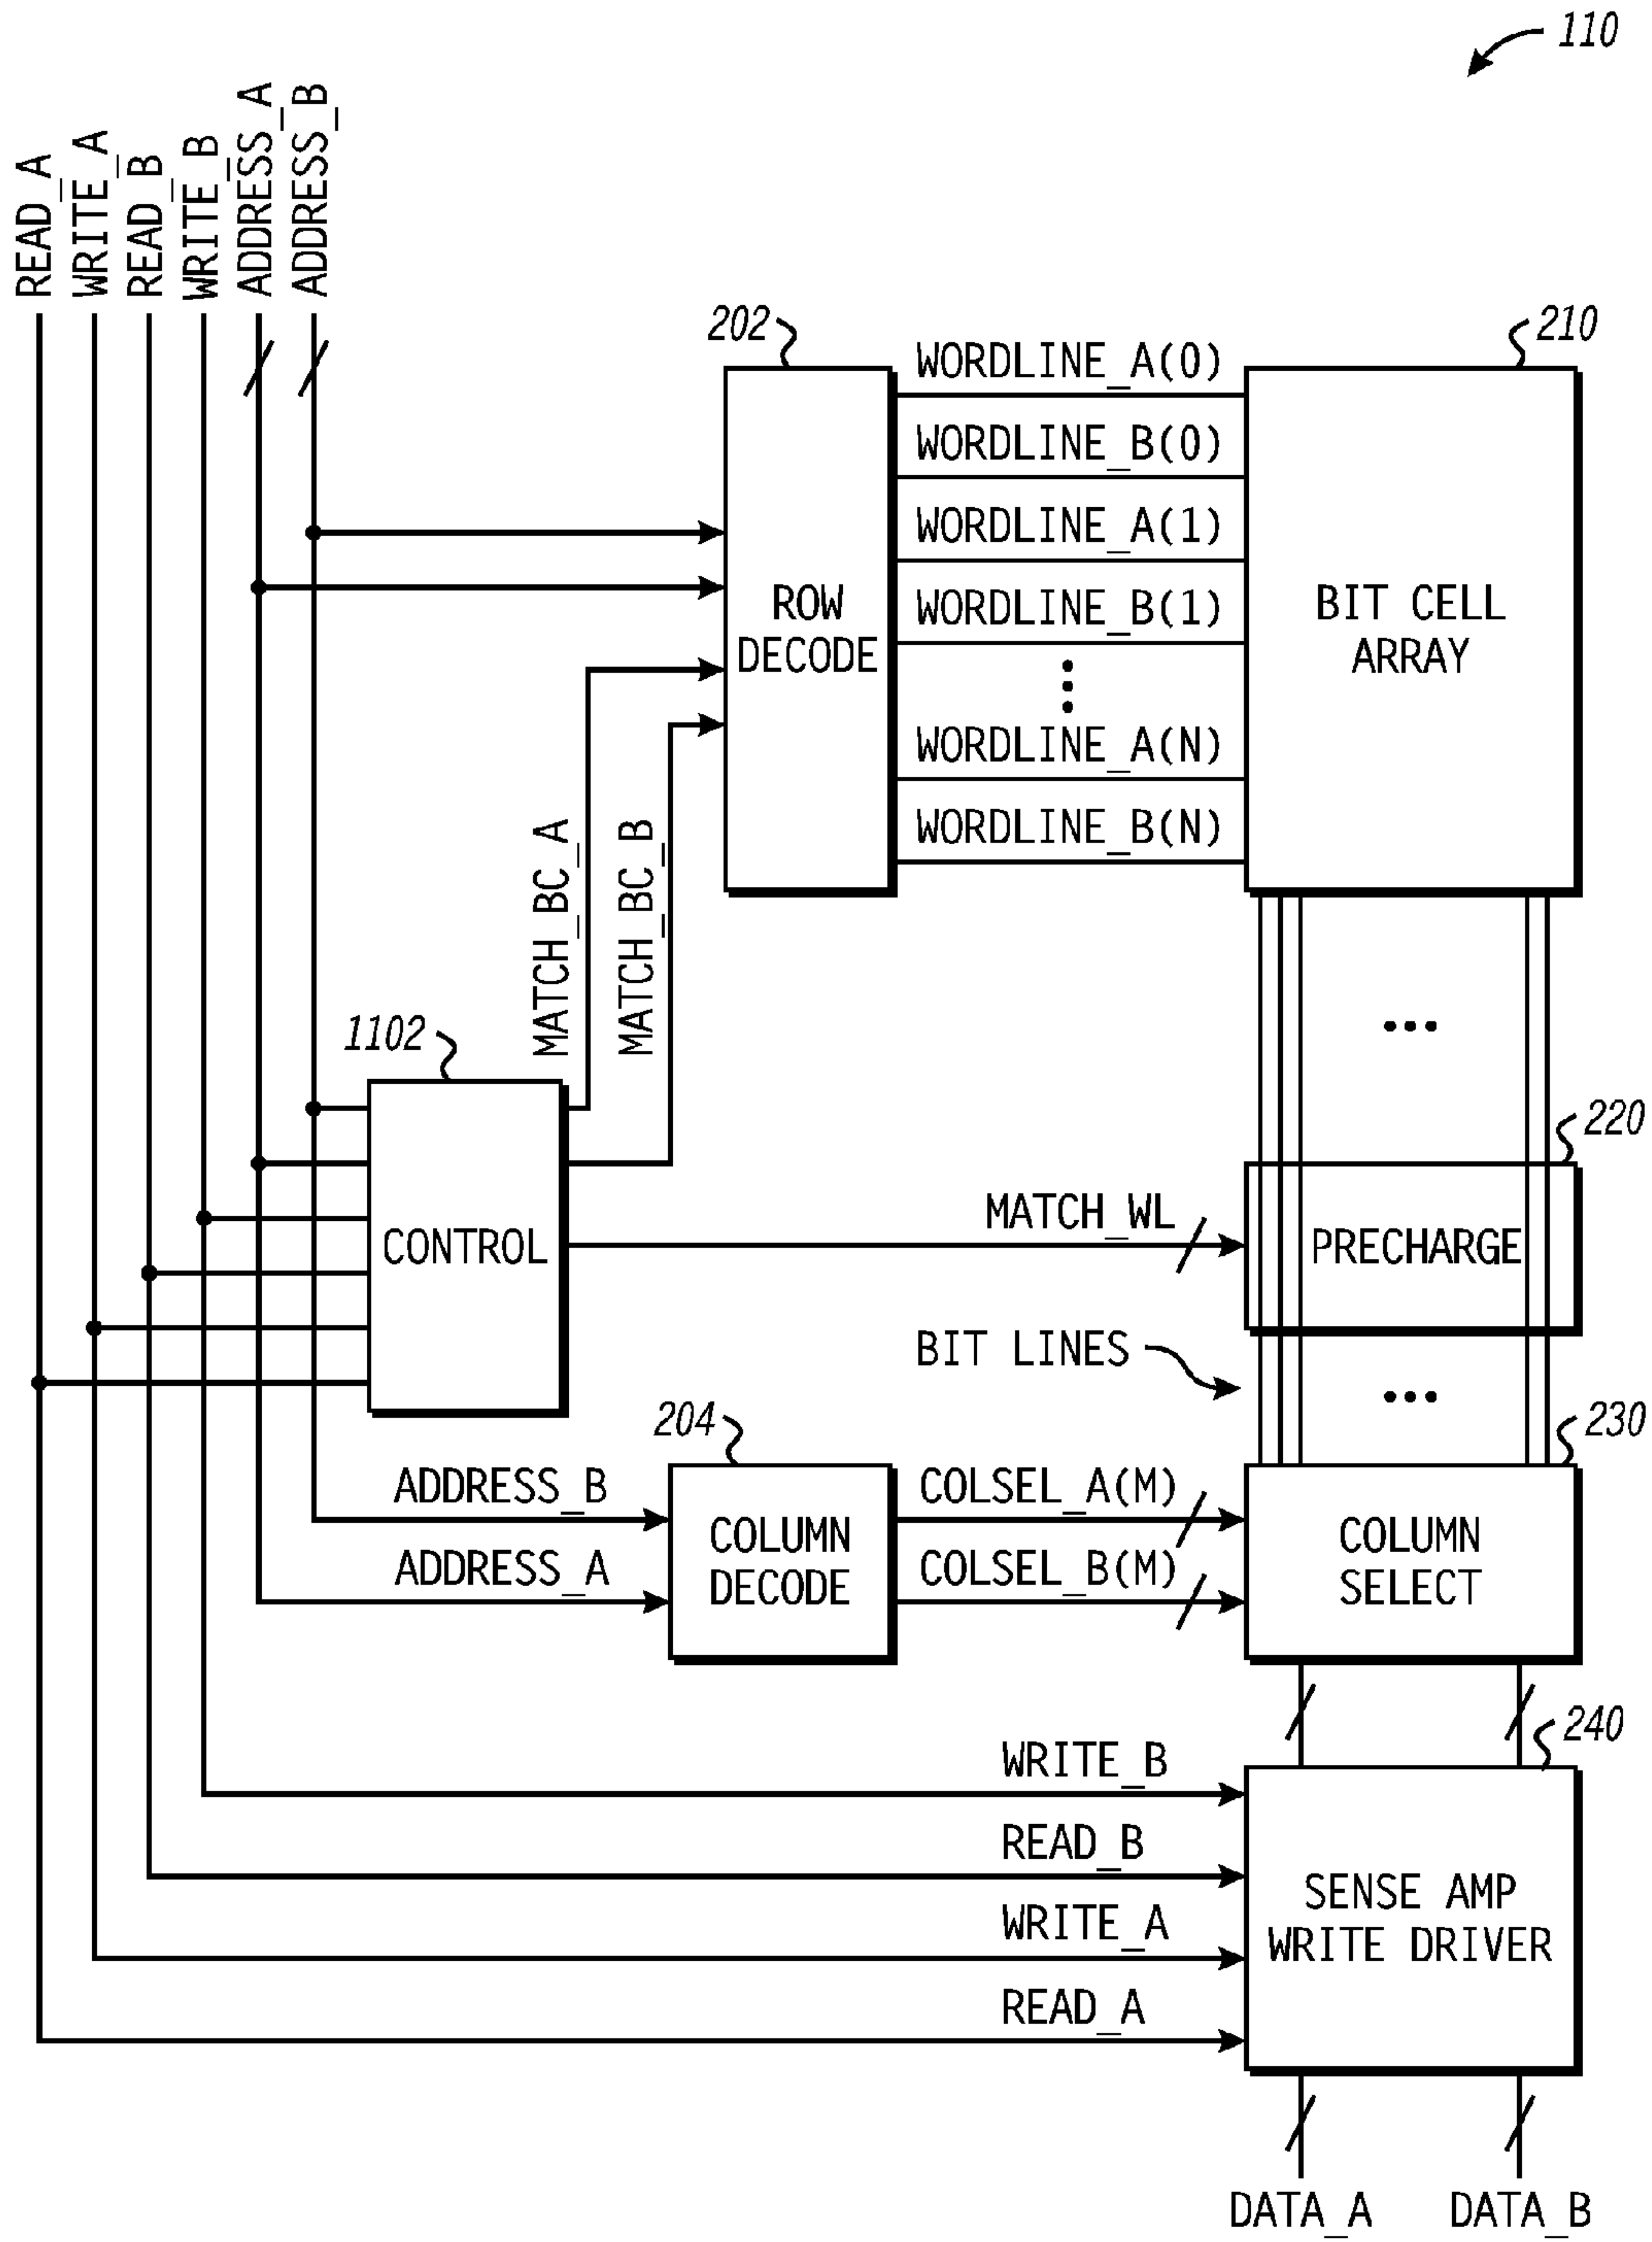 110
READ_A
WRITE_A
READ_B
WRITE_B
ADDRESS_A
ADDRESS_B
202
210
WORDLINE_A(0)
WORDLINE_B(0)
WORDLINE_A(1)
WORDLINE_B(1)
WORDLINE_A(N)
WORDLINE_B(N)
ROW
DECODE
BIT CELL
ARRAY
MATCH_BC_A
MATCH_BC_B
1102
CONTROL
220
MATCH_WL
PRECHARGE
BIT LINES
204
230
ADDRESS_B
ADDRESS_A
COLUMN
DECODE
COLSEL_A(M)
COLSEL_B(M)
COLUMN
SELECT
240
WRITE_B
READ_B
WRITE_A
READ_A
SENSE AMP
WRITE DRIVER
DATA_A
DATA_B